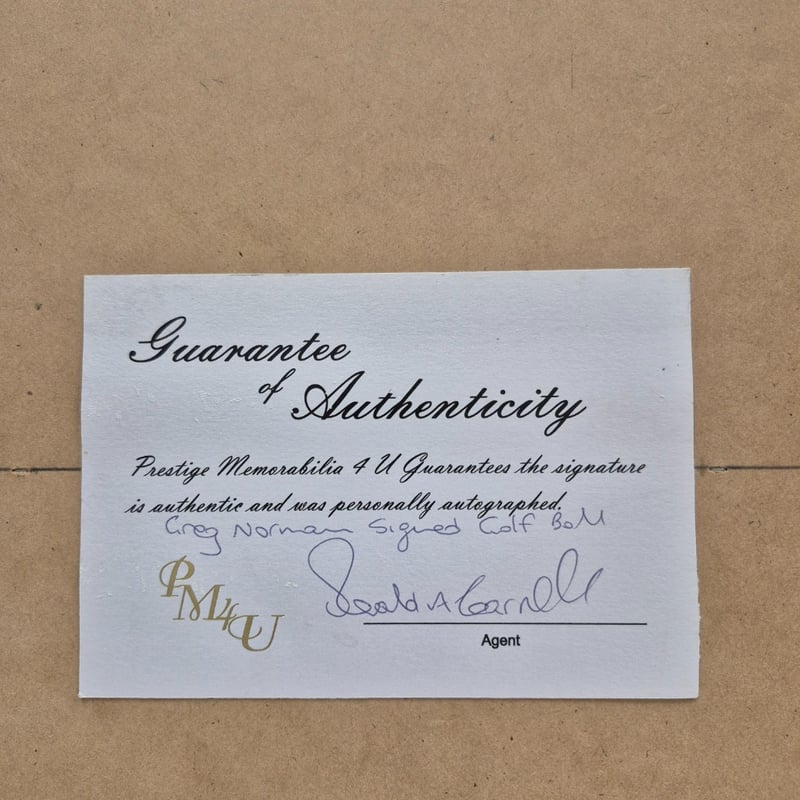 Guarantee
of
Authenticity
Prestige Memorabilia 4 U Guarantees the signature
is authentic and was personally autographed.
Greg Norman Signed Golf Ball
PM4U
Agent